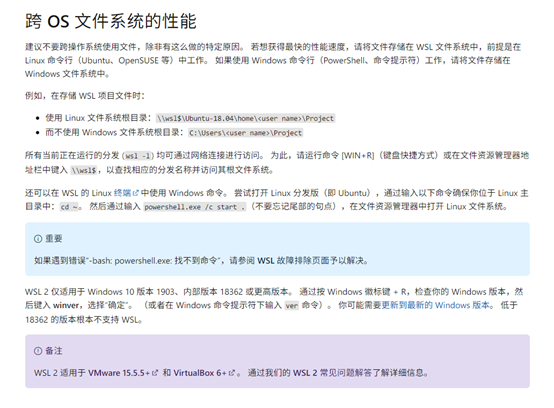 跨 OS 文件系统的性能
建议不要跨操作系统使用文件，除非有这么做的特定原因。 若想获得最快的性能速度，请将文件存储在 WSL 文件系统中，前提是在
Linux 命令行（Ubuntu、OpenSUSE 等）中工作。 如果使用 Windows 命令行（PowerShell、命令提示符）工作，请将文件存储在
Windows 文件系统中。
例如，在存储 WSL 项目文件时：
• 使用 Linux 文件系统根目录：\\wsl$\Ubuntu-18.04\home\<user name>\Project
• 而不使用 Windows 文件系统根目录：C:\Users\<user name>\Project
所有当前正在运行的分发 (wsl -l) 均可通过网络连接进行访问。 为此，请运行命令 [WIN+R]（键盘快捷方式）或在文件资源管理器地
址栏中键入 \\wsl$，以查找相应的分发名称并访问其根文件系统。
还可以在 WSL 的 Linux 终端 中使用 Windows 命令。 尝试打开 Linux 分发版（即 Ubuntu），通过输入以下命令确保你位于 Linux 主
目录中：cd ~。 然后通过输入 powershell.exe /c start .（不要忘记尾部的句点），在文件资源管理器中打开 Linux 文件系统。
重要
如果遇到错误“-bash: powershell.exe: 找不到命令”，请参阅 WSL 故障排除页面予以解决。
WSL 2 仅适用于 Windows 10 版本 1903、内部版本 18362 或更高版本。 通过按 Windows 徽标键 + R，检查你的 Windows 版本，然
后键入 winver，选择“确定”。 （或者在 Windows 命令提示符下输入 ver 命令）。 你可能需要更新到最新的 Windows 版本。 低于
18362 的版本根本不支持 WSL。
备注
WSL 2 适用于 VMware 15.5.5+ 和 VirtualBox 6+。 通过我们的 WSL 2 常见问题解答了解详细信息。